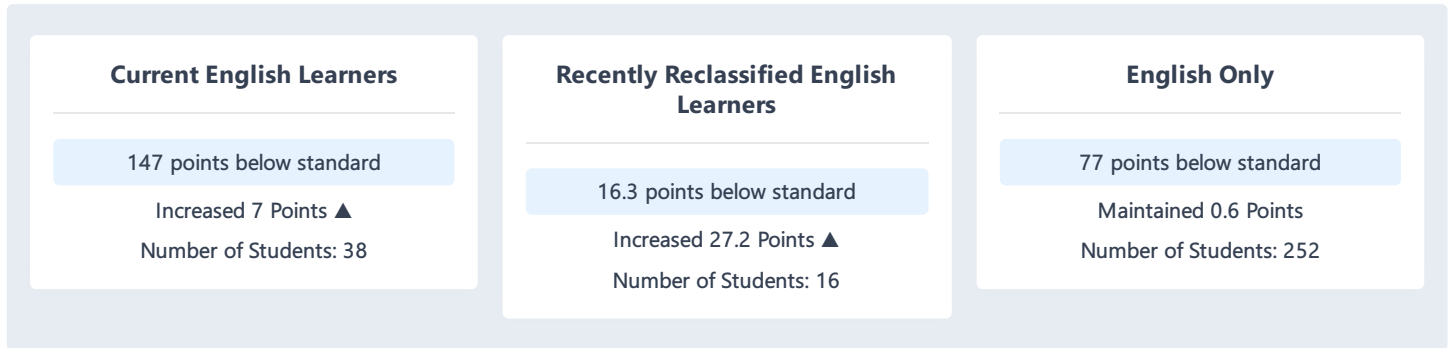 Current English Learners
147 points below standard
Increased 7 Points ▲
Number of Students: 38
Recently Reclassified English
Learners
16.3 points below standard
Increased 27.2 Points ▲
Number of Students: 16
English Only
77 points below standard
Maintained 0.6 Points
Number of Students: 252